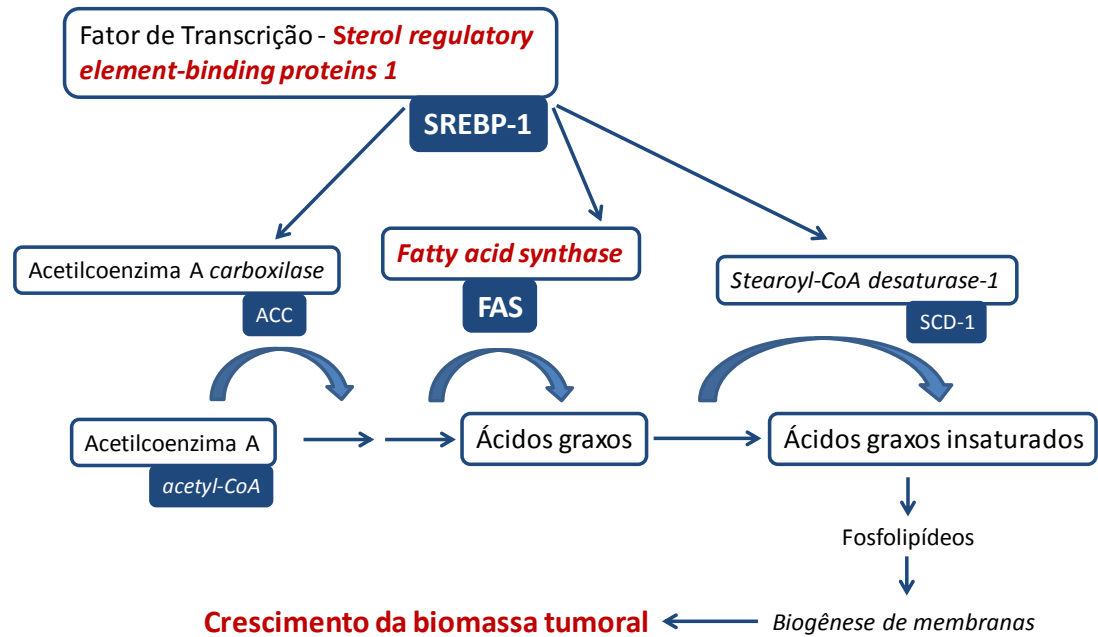 Fator de Transcrição - Sterol regulatory
element-binding proteins 1
SREBP-1
Acetilcoenzima A carboxilase
ACC
Fatty acid synthase
FAS
Stearoyl-CoA desaturase-1
SCD-1
Acetilcoenzima A
acetyl-CoA
Ácidos graxos
Ácidos graxos insaturados
Fosfolipídeos
Biogênese de membranas
Crescimento da biomassa tumoral